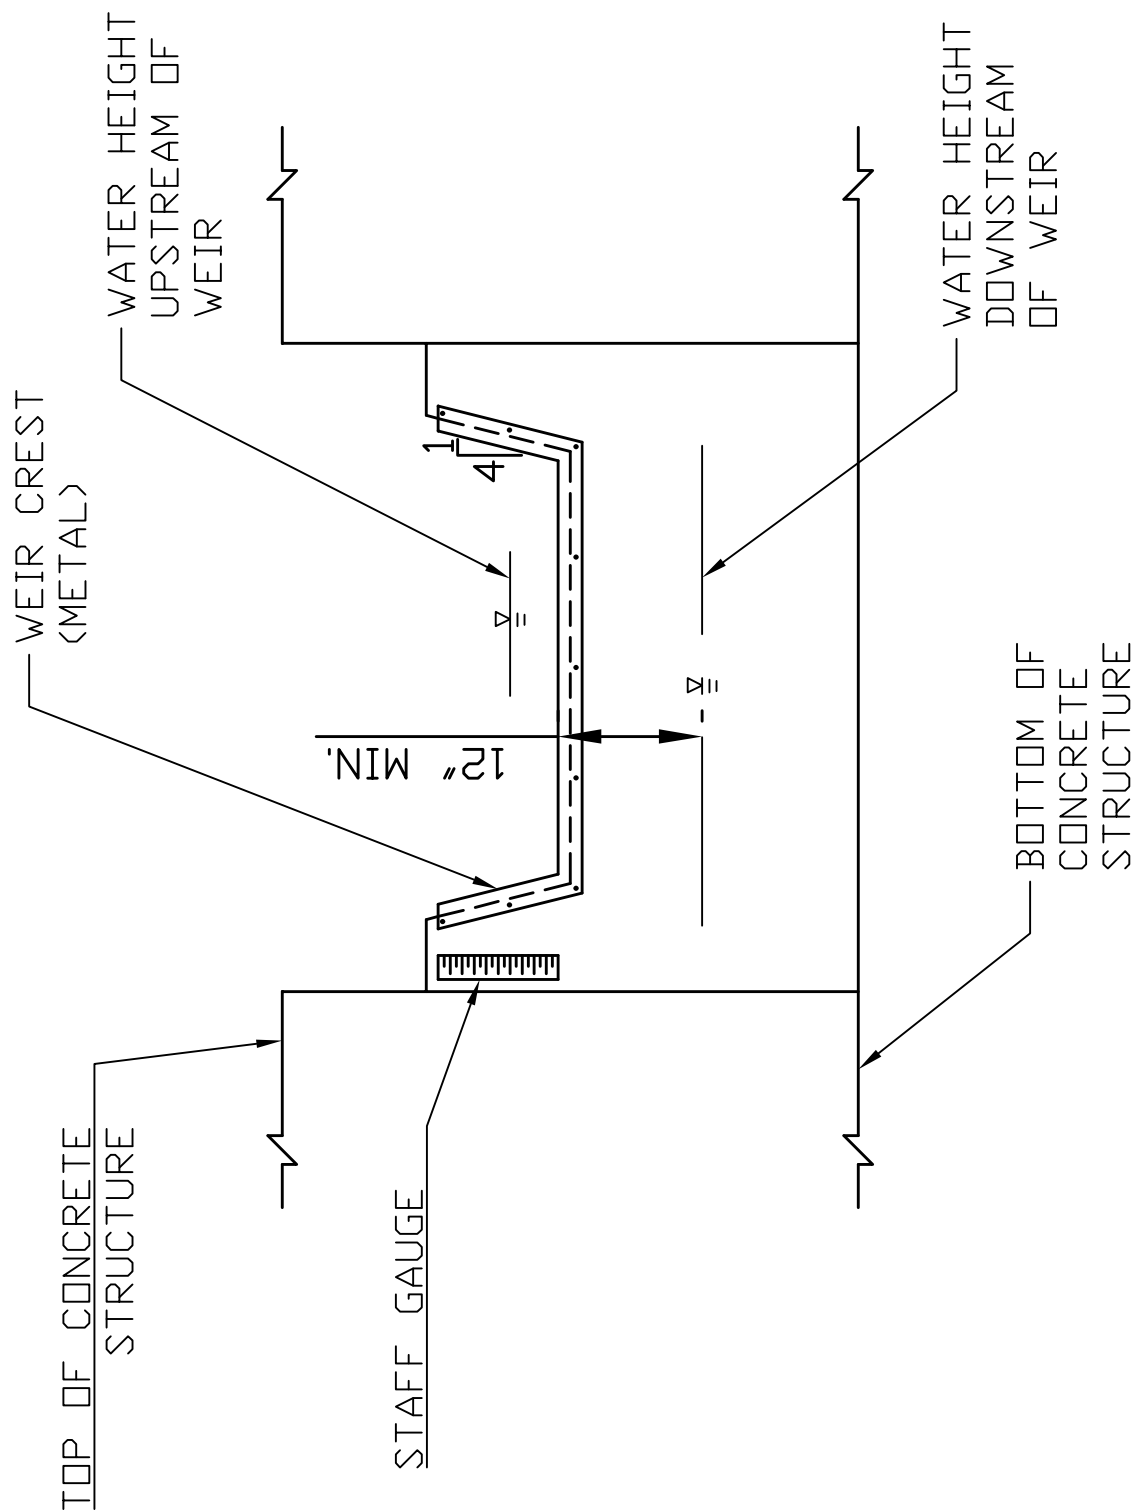 TOP OF CONCRETE
STRUCTURE
WEIR CREST
(METAL)
WATER HEIGHT
UPSTREAM OF
WEIR
STAFF GAUGE
12" MIN.
1
4
BOTTOM OF
CONCRETE
STRUCTURE
WATER HEIGHT
DOWNSTREAM
OF WEIR